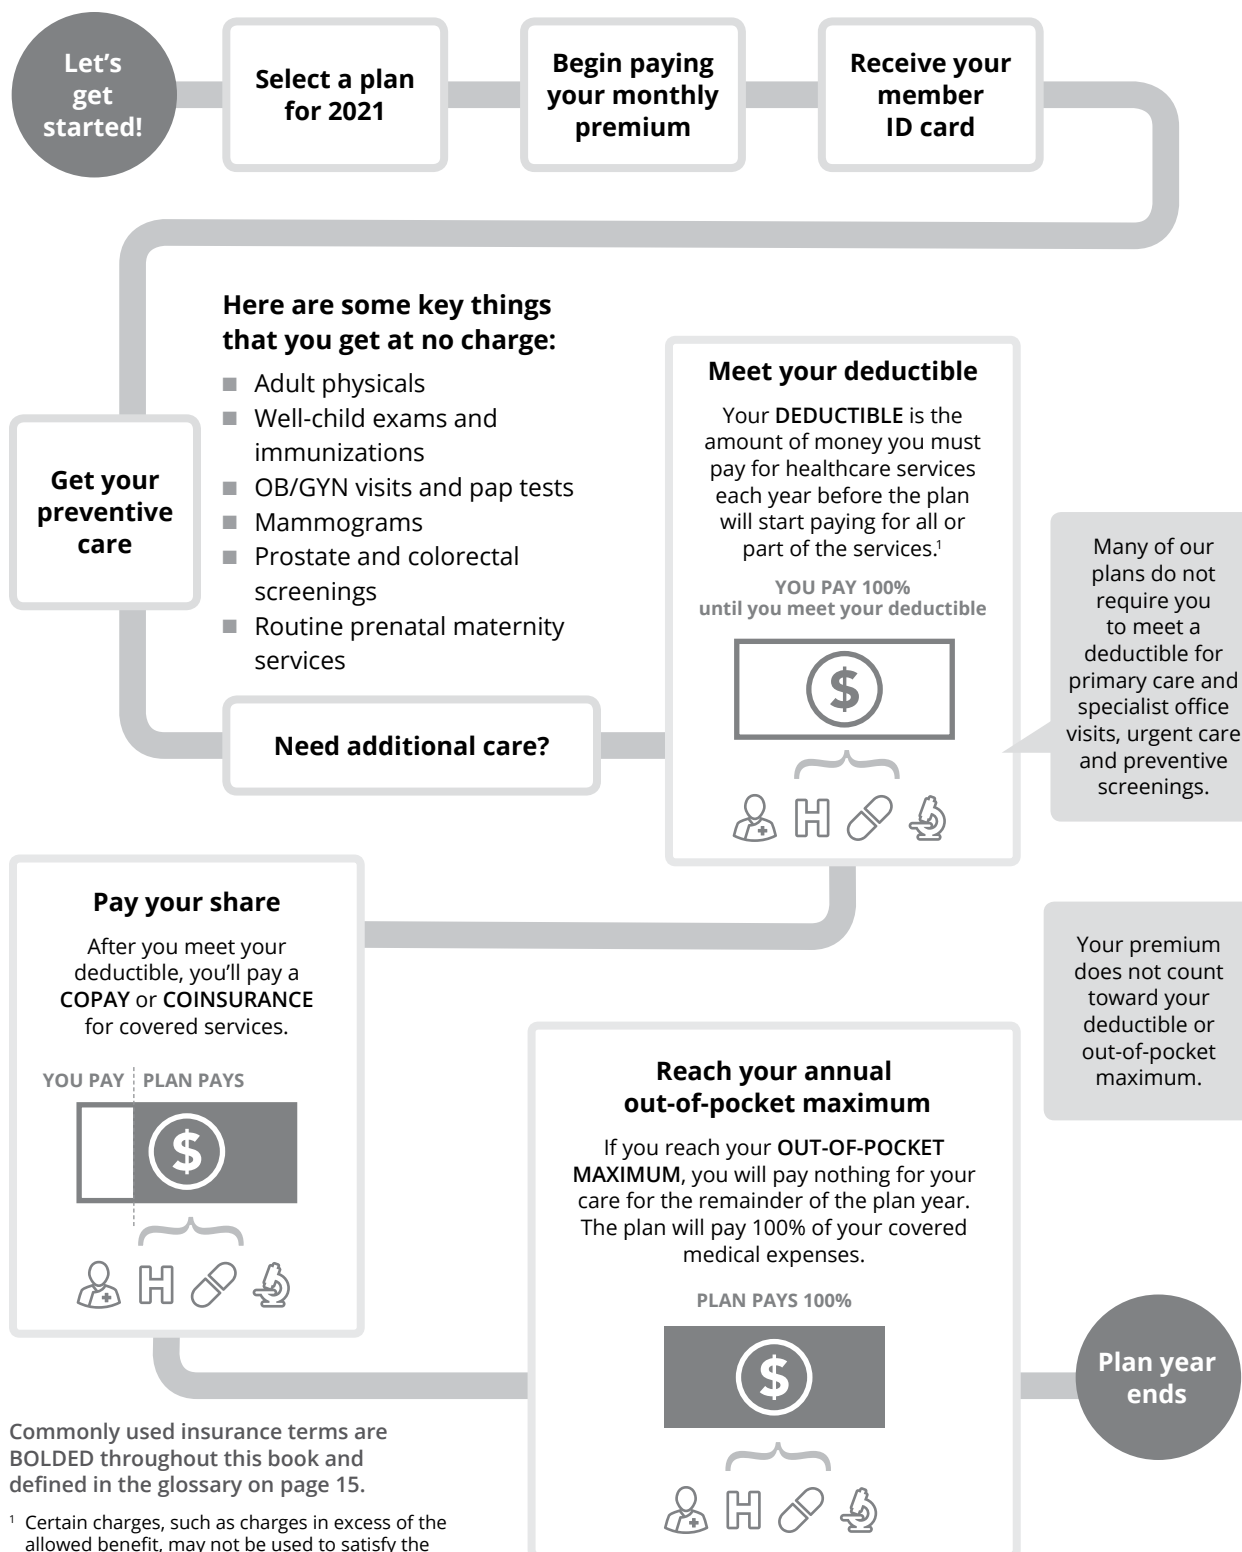 Let's
get
started!
Select a plan
for 2021
Begin paying
your monthly
premium
Receive your
member
ID card
Get your
preventive
care
Here are some key things
that you get at no charge:
■ Adult physicals
■ Well-child exams and
immunizations
■ OB/GYN visits and pap tests
■ Mammograms
■ Prostate and colorectal
screenings
■ Routine prenatal maternity
services
Need additional care?
Meet your deductible
Your DEDUCTIBLE is the
amount of money you must
pay for healthcare services
each year before the plan
will start paying for all or
part of the services.¹
YOU PAY 100%
until you meet your deductible
$
H
Many of our
plans do not
require you
to meet a
deductible for
primary care and
specialist office
visits, urgent care
and preventive
screenings.
Pay your share
After you meet your
deductible, you'll pay a
COPAY or COINSURANCE
for covered services.
YOU PAY PLAN PAYS
$
H
Your premium
does not count
toward your
deductible or
out-of-pocket
maximum.
Reach your annual
out-of-pocket maximum
If you reach your OUT-OF-POCKET
MAXIMUM, you will pay nothing for your
care for the remainder of the plan year.
The plan will pay 100% of your covered
medical expenses.
PLAN PAYS 100%
$
H
Plan year
ends
Commonly used insurance terms are
BOLDED throughout this book and
defined in the glossary on page 15.
¹ Certain charges, such as charges in excess of the
allowed benefit, may not be used to satisfy the